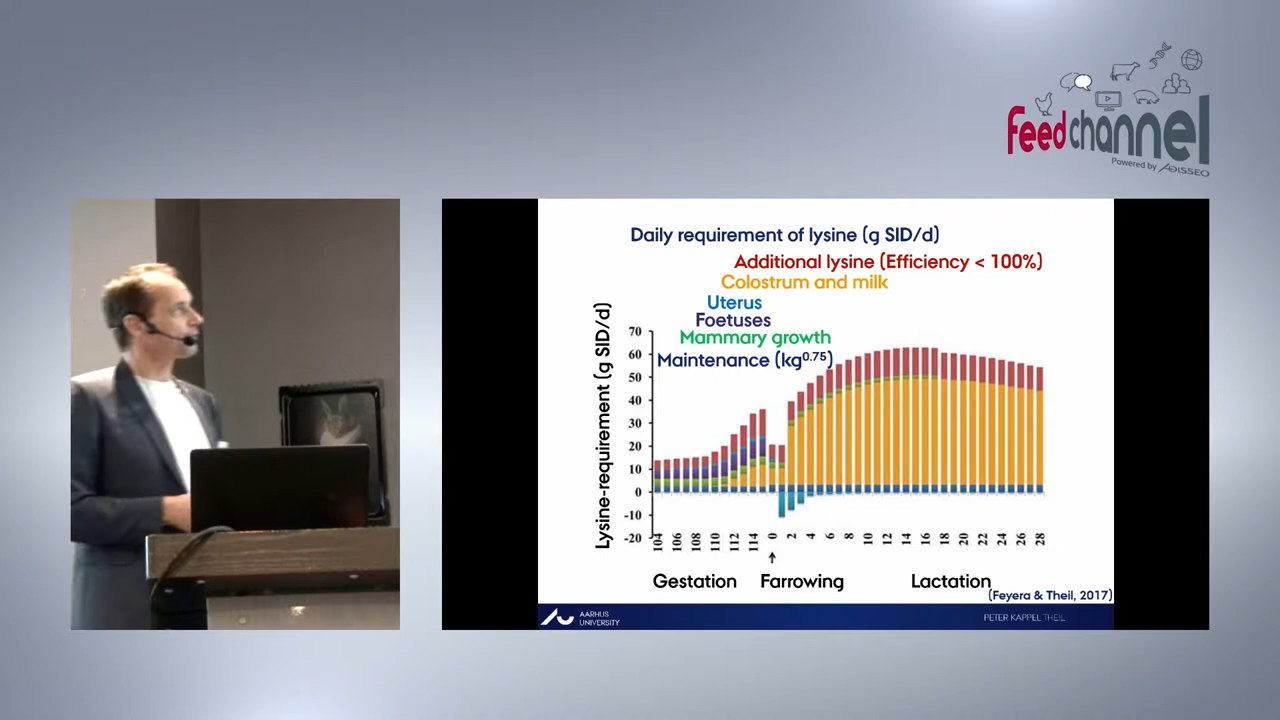 feedchannel
Powered by ADISSEO
Daily requirement of lysine (g SID/d)
Additional lysine (Efficiency < 100%)
Colostrum and milk
Uterus
Foetuses
Mammary growth
Maintenance (kg0.75)
Lysine-requirement (g SID/d)
70
60
50
40
30
20
10
0
-10
-20
104 106 108 110 112 114 0 2 4 6 8 10 12 14 16 18 20 22 24 26 28
Gestation Farrowing Lactation
(Feyera & Theil, 2017)
AARHUS
UNIVERSITY
PETER KAPPEL THEIL